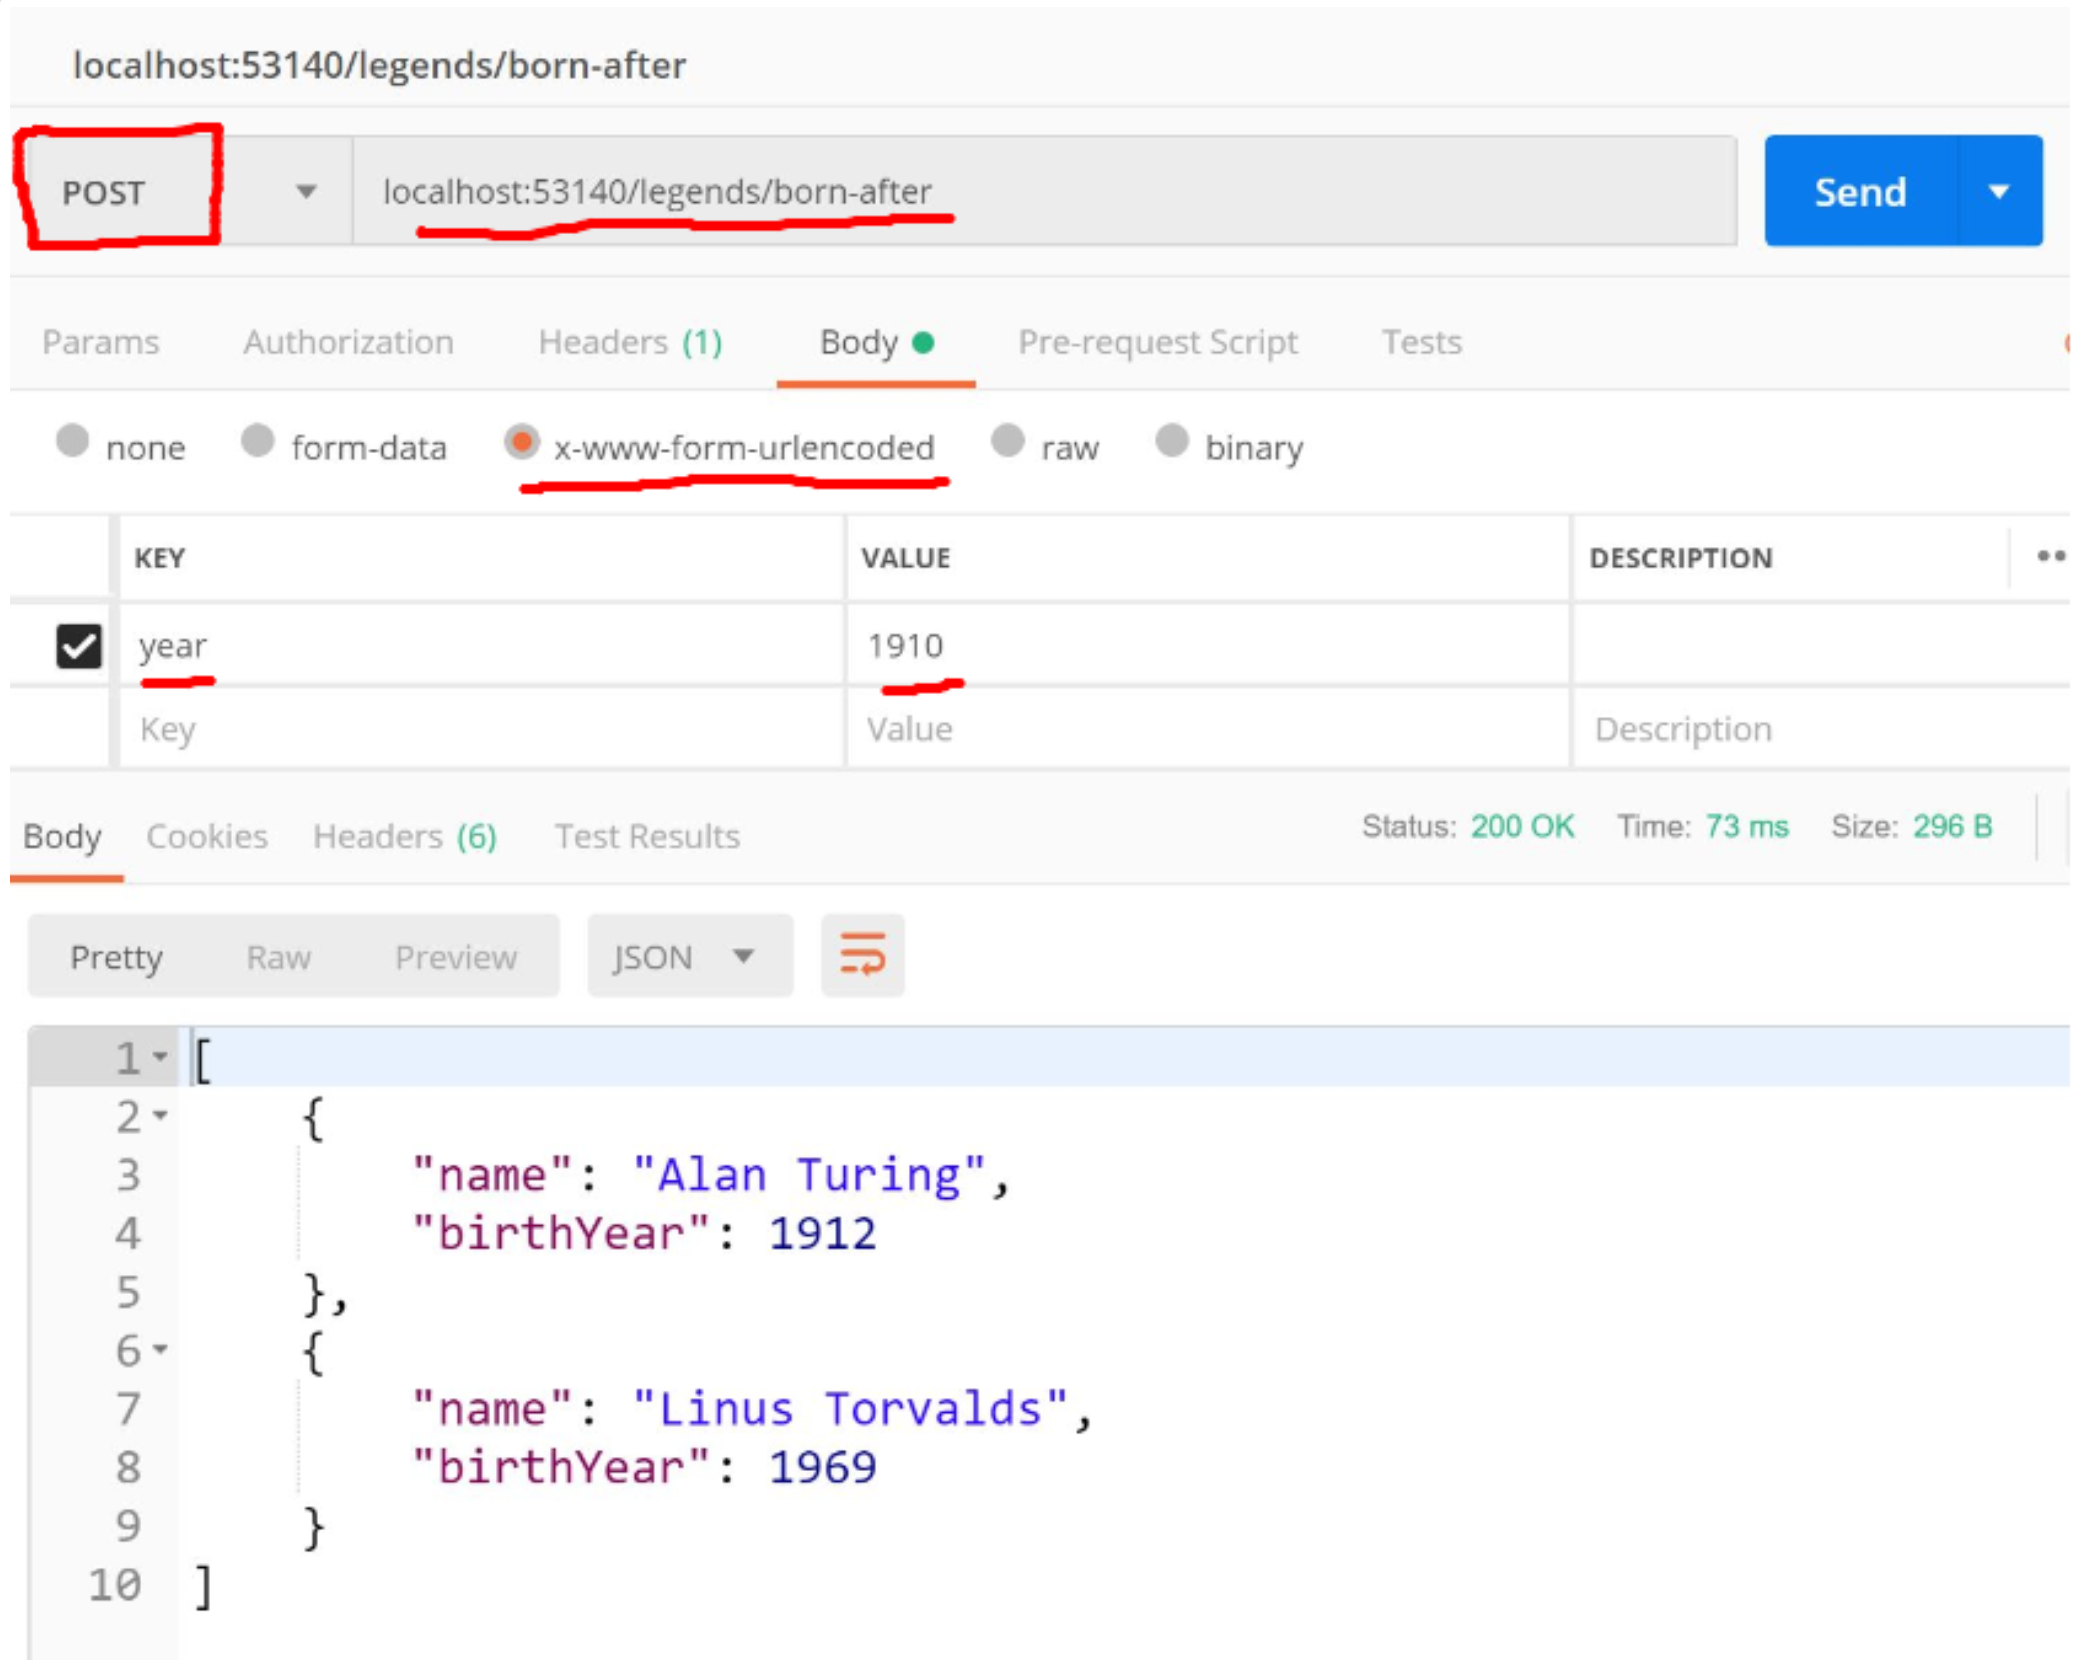 localhost:53140/legends/born-after
POST localhost:53140/legends/born-after Send
Params Authorization Headers (1) Body Pre-request Script Tests
none form-data x-www-form-urlencoded raw binary
KEY VALUE DESCRIPTION
year 1910
Key Value Description
Body Cookies Headers (6) Test Results Status: 200 OK Time: 73 ms Size: 296 B
Pretty Raw Preview JSON
1 [
2 {
3 "name": "Alan Turing",
4 "birthYear": 1912
5 },
6 {
7 "name": "Linus Torvalds",
8 "birthYear": 1969
9 }
10 ]